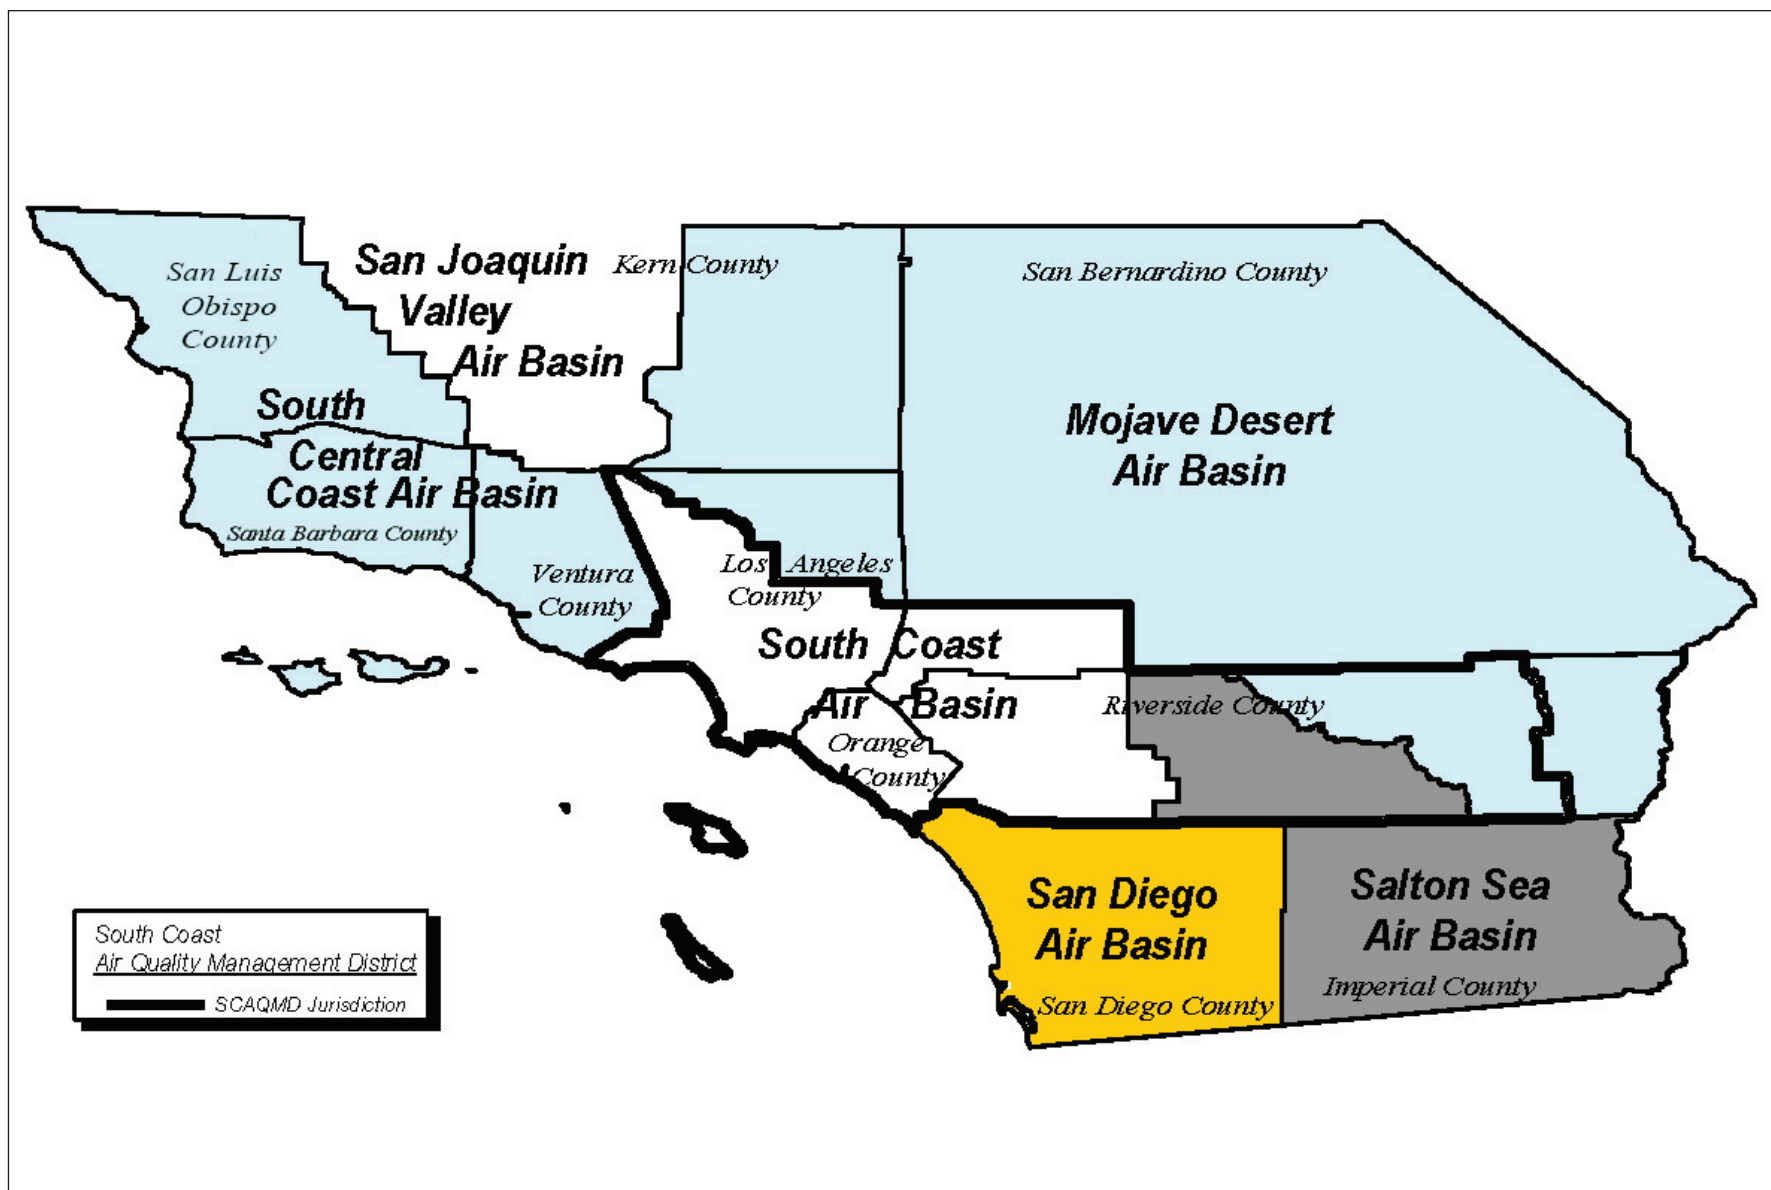 San Joaquin
Valley
Air Basin
Kern County
San Bernardino County
San Luis
Obispo
County
South
Central
Coast Air Basin
Santa Barbara County
Mojave Desert
Air Basin
Ventura
County
Los Angeles
County
South Coast
Air Basin
Orange
County
Riverside County
San Diego
Air Basin
San Diego County
Salton Sea
Air Basin
Imperial County
South Coast
Air Quality Management District
SCAQMD Jurisdiction